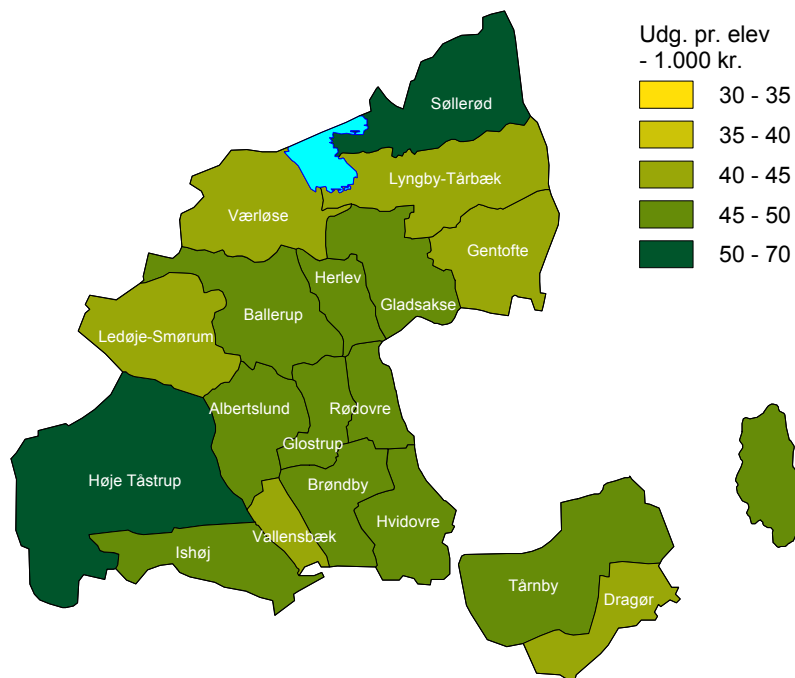 Udg. pr. elev
- 1.000 kr.
30 - 35
35 - 40
40 - 45
45 - 50
50 - 70
Søllerød
Lyngby-Tårbæk
Værløse
Gentofte
Herlev
Gladsakse
Ballerup
Ledøje-Smørum
Albertslund
Rødovre
Glostrup
Høje Tåstrup
Brøndby
Hvidovre
Vallensbæk
Ishøj
Tårnby
Dragør